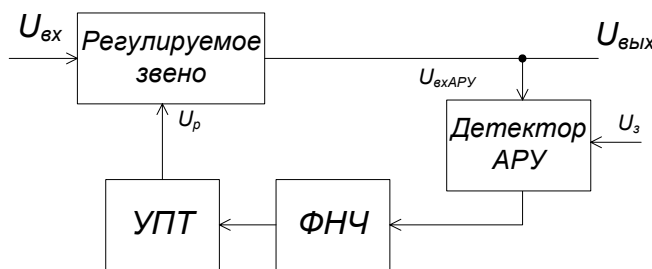 Uвх
Регулируемое
звено
Uвых
UвхАРУ
Uр
Детектор
АРУ
Uз
УПТ
ФНЧ